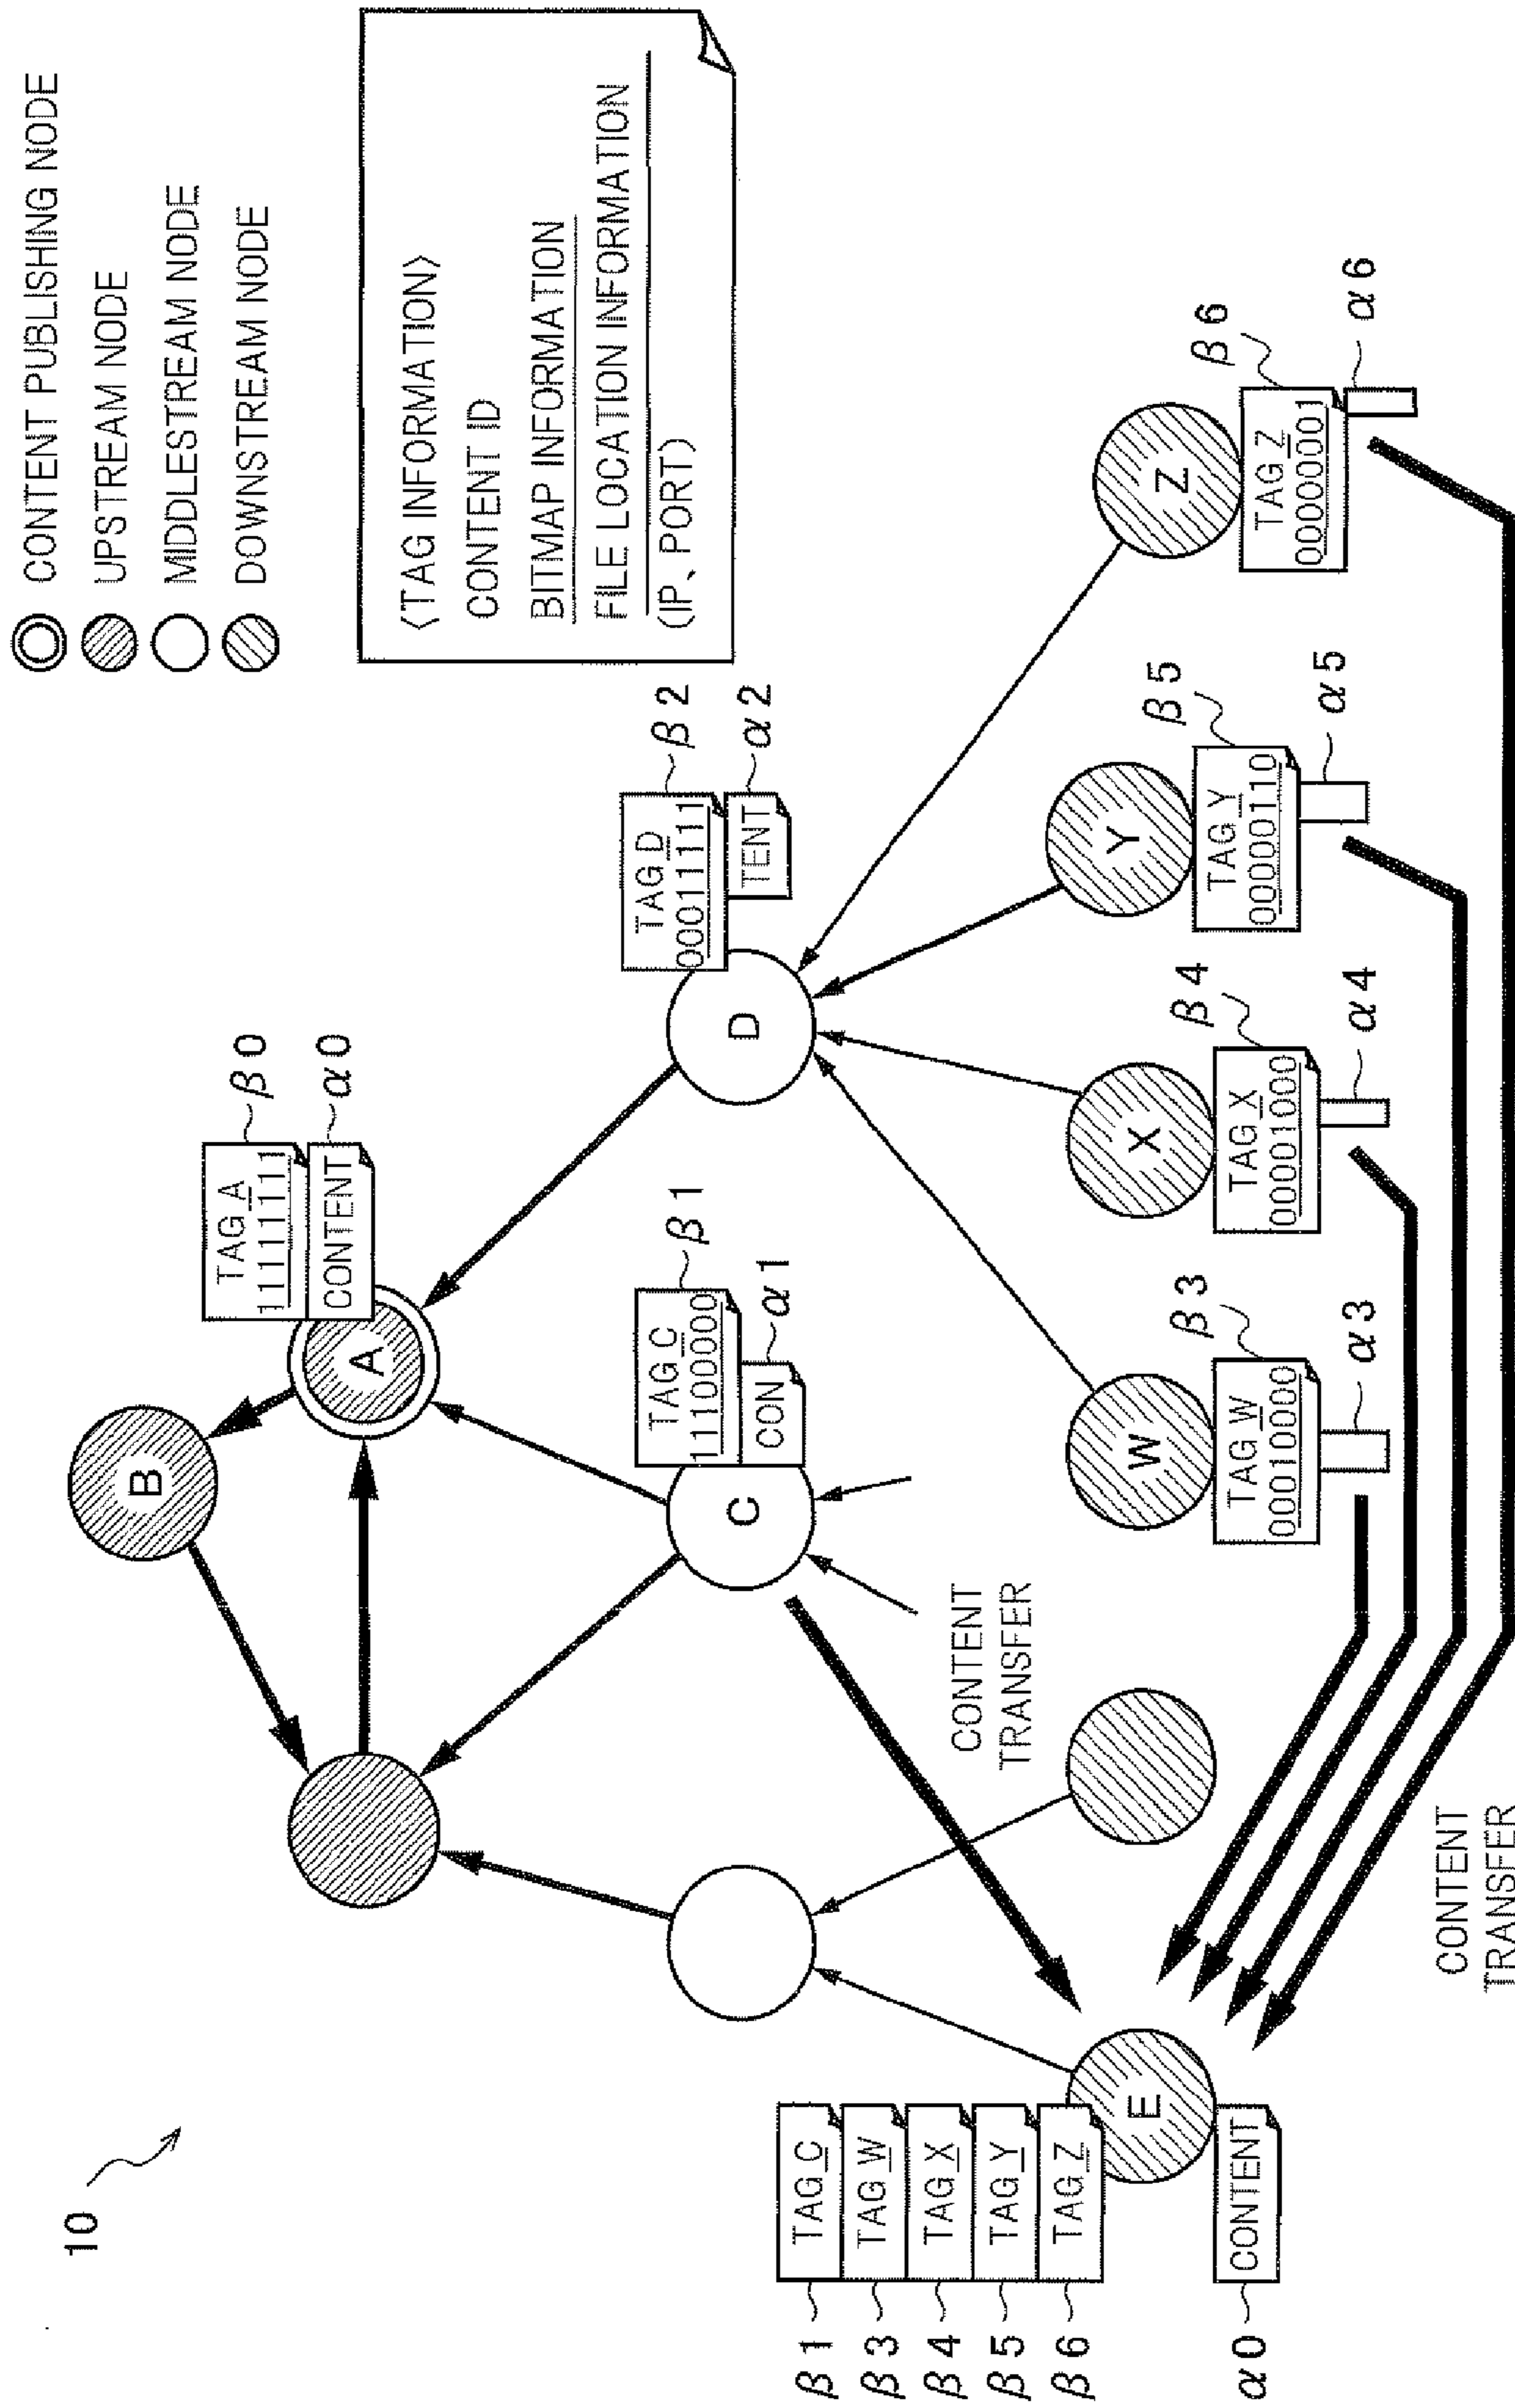 10
CONTENT PUBLISHING NODE
UPSTREAM NODE
MIDDLESTREAM NODE
DOWNSTREAM NODE
<TAG INFORMATION>
CONTENT ID
BITMAP INFORMATION
FILE LOCATION INFORMATION
(IP、PORT)
B
TAG A
11111111
β0
CONTENT
α0
A
TAG C
11100000
β1
CON
α1
C
TAG D
00011111
β2
TENT
α2
D
β1
TAG C
β3
TAG W
β4
TAG X
β5
TAG Y
β6
TAG Z
E
α0
CONTENT
CONTENT
TRANSFER
W
β3
TAG W
00010000
α3
X
β4
TAG X
00001000
α4
Y
β5
TAG Y
00000110
α5
Z
β6
TAG Z
00000001
α6
CONTENT
TRANSFER